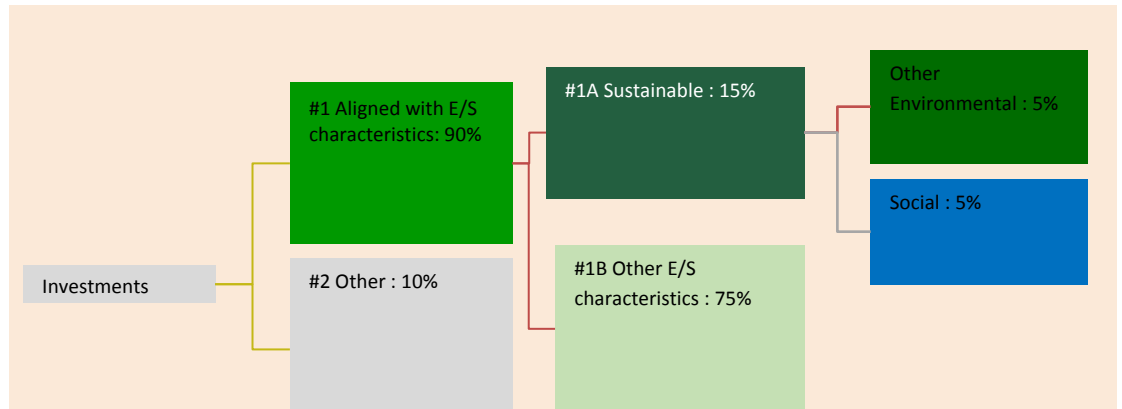 Investments
#1 Aligned with E/S
characteristics: 90%
#2 Other : 10%
#1A Sustainable : 15%
#1B Other E/S
characteristics : 75%
Other
Environmental : 5%
Social : 5%